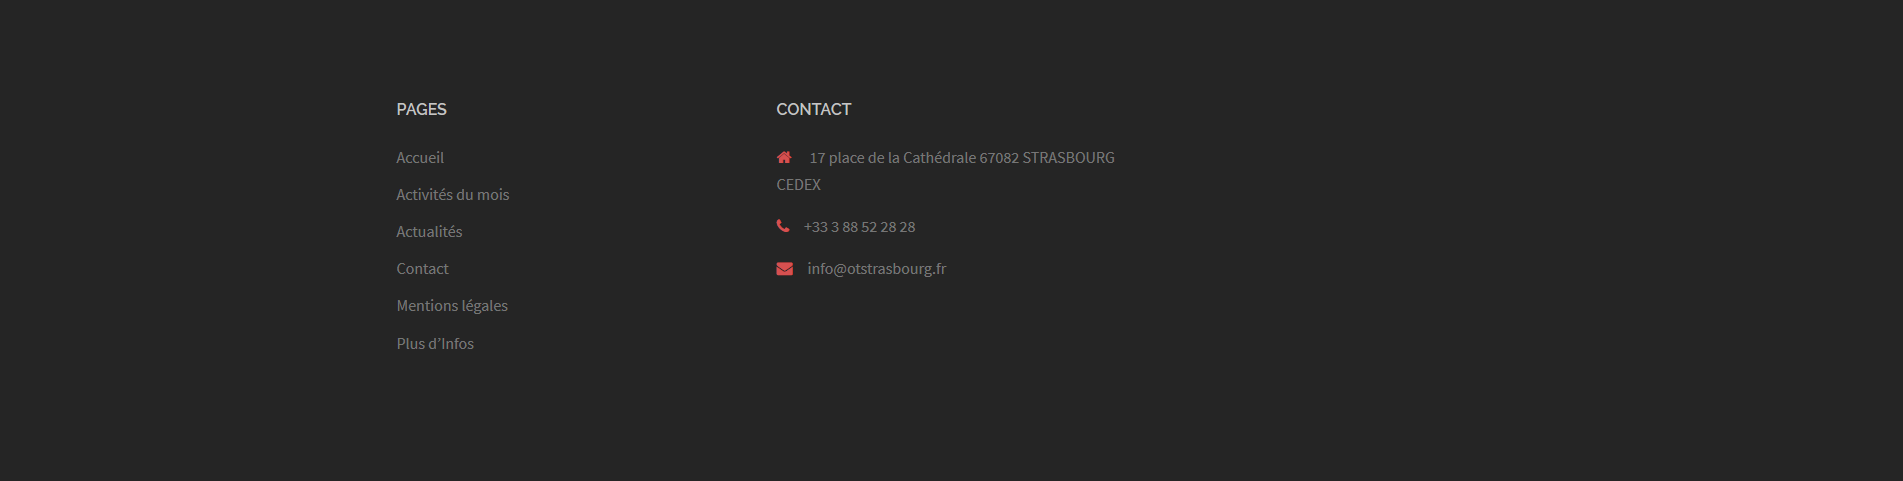 PAGES
Accueil
Activités du mois
Actualités
Contact
Mentions légales
Plus d’Infos
CONTACT
17 place de la Cathédrale 67082 STRASBOURG
CEDEX
+33 3 88 52 28 28
info@otstrasbourg.fr